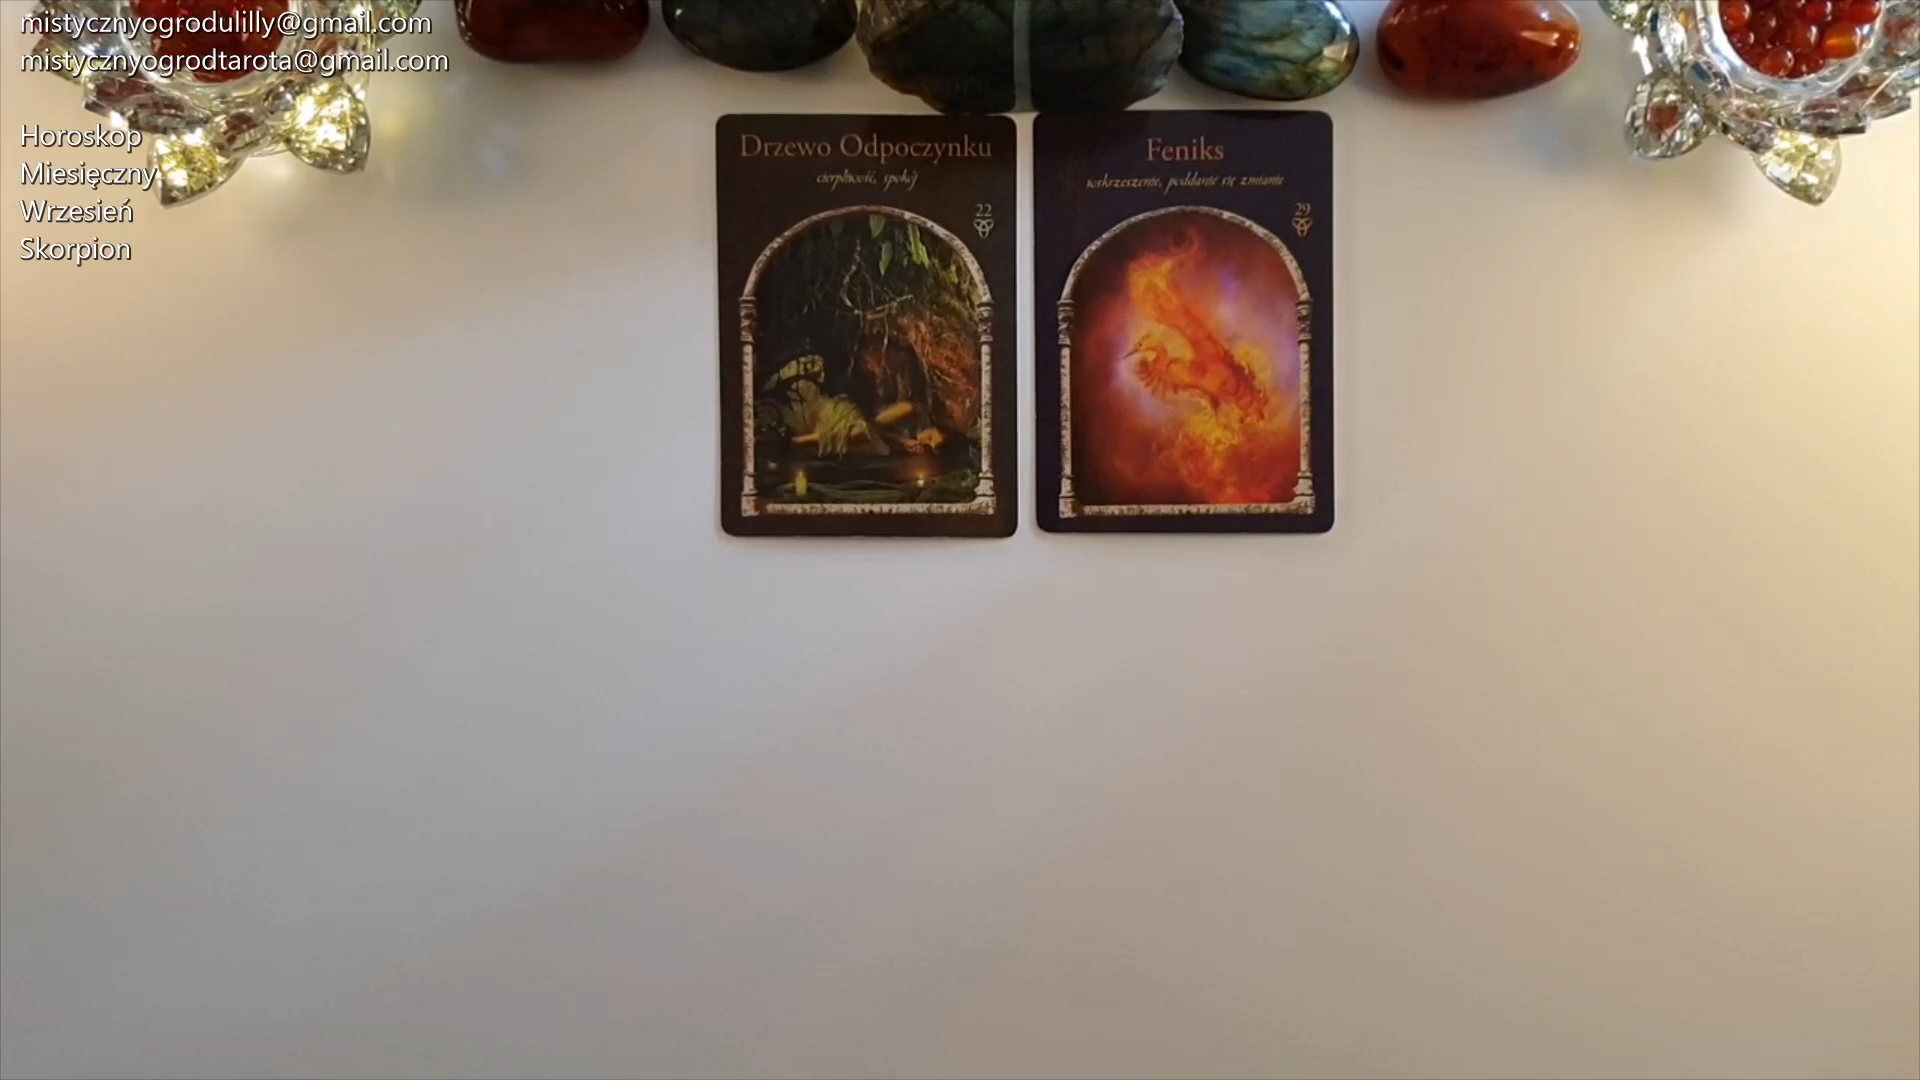 mistycznyogrodulilly@gmail.com
mistycznyogrodtarota@gmail.com
Horoskop
Miesięczny
Wrzesień
Skorpion
Drzewo Odpoczynku
cierpliwość, spokój
22
Feniks
wskrzeszenie, poddanie się zmianie
29